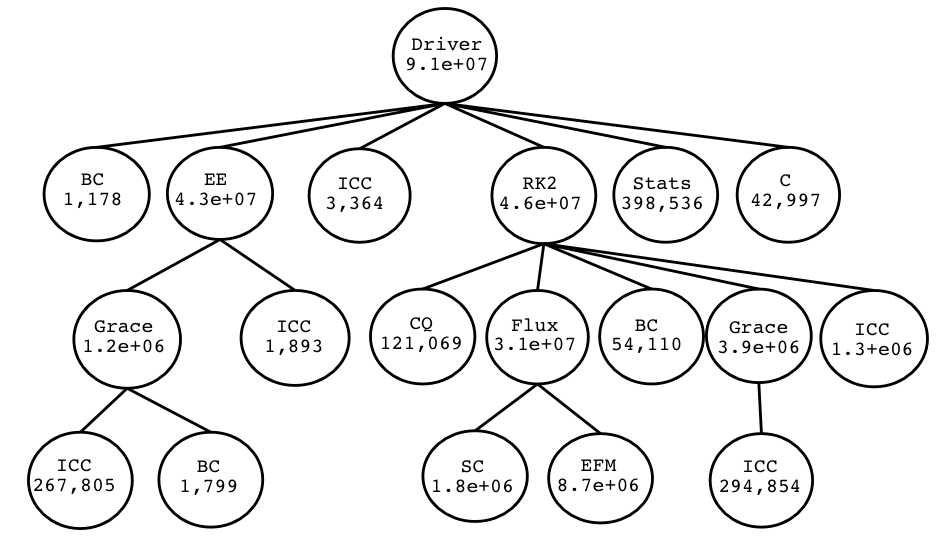 Driver
9.1e+07
BC
1,178
EE
4.3e+07
ICC
3,364
RK2
4.6e+07
Stats
398,536
C
42,997
Grace
1.2e+06
ICC
1,893
CQ
121,069
Flux
3.1e+07
BC
54,110
Grace
3.9e+06
ICC
1.3+e06
ICC
267,805
BC
1,799
SC
1.8e+06
EFM
8.7e+06
ICC
294,854